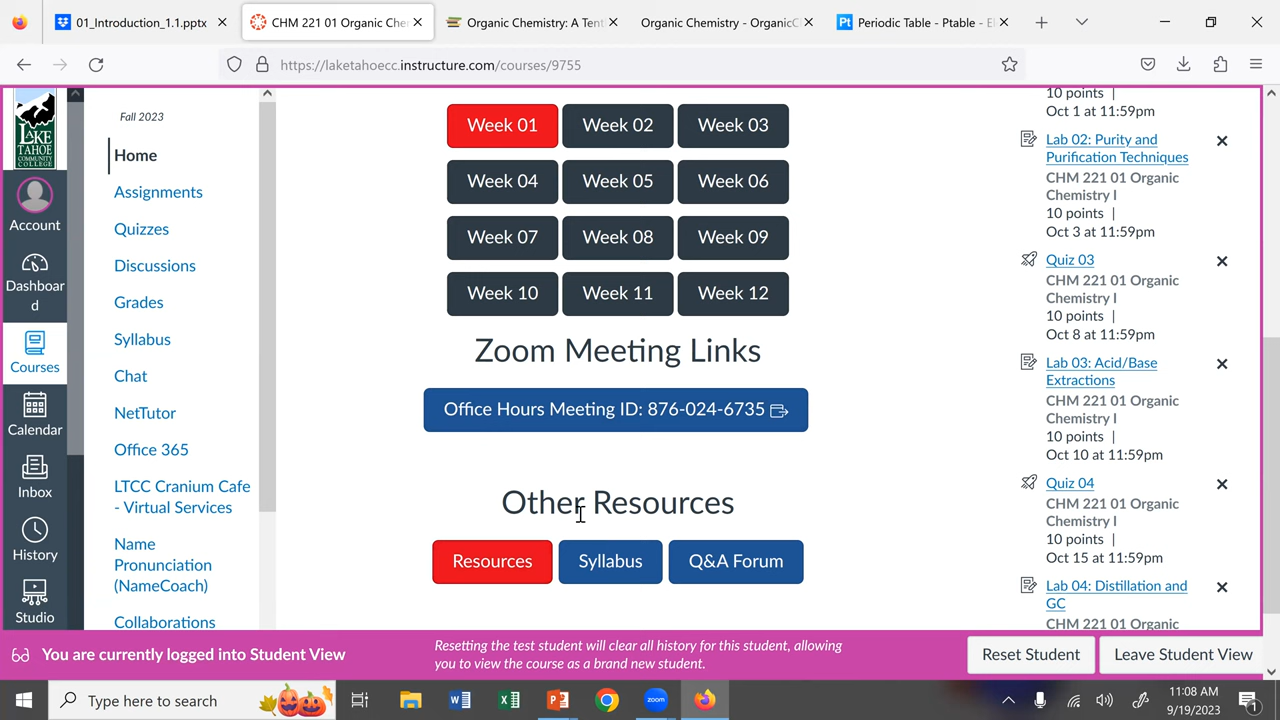 01_Introduction_1.1.pptx
CHM 221 01 Organic Che
Organic Chemistry: A Tent
Organic Chemistry - OrganicC
Pt
Periodic Table - Ptable - El
https://laketahoecc.instructure.com/courses/9755
LAKE
TAHOE
COMMUNITY
COLLEGE
Account
Dashboar
d
Courses
Calendar
Inbox
History
Studio
Fall 2023
Home
Assignments
Quizzes
Discussions
Grades
Syllabus
Chat
NetTutor
Office 365
LTCC Cranium Cafe
- Virtual Services
Name
Pronunciation
(NameCoach)
Collaborations
Week 01
Week 02
Week 03
Week 04
Week 05
Week 06
Week 07
Week 08
Week 09
Week 10
Week 11
Week 12
Zoom Meeting Links
Office Hours Meeting ID: 876-024-6735
Other Resources
Resources
Syllabus
Q&A Forum
10 points |
Oct 1 at 11:59pm
Lab 02: Purity and
Purification Techniques
CHM 221 01 Organic
Chemistry I
10 points |
Oct 3 at 11:59pm
Quiz 03
CHM 221 01 Organic
Chemistry I
10 points |
Oct 8 at 11:59pm
Lab 03: Acid/Base
Extractions
CHM 221 01 Organic
Chemistry I
10 points |
Oct 10 at 11:59pm
Quiz 04
CHM 221 01 Organic
Chemistry I
10 points |
Oct 15 at 11:59pm
Lab 04: Distillation and
GC
CHM 221 01 Organic
You are currently logged into Student View
Resetting the test student will clear all history for this student, allowing
you to view the course as a brand new student.
Reset Student
Leave Student View
Type here to search
zoom
11:08 AM
9/19/2023
1